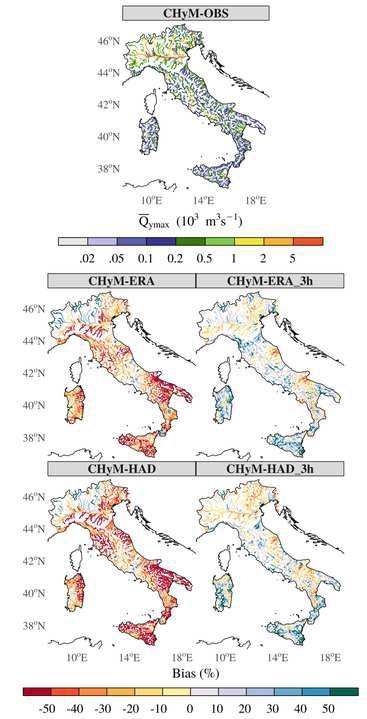 CHyM-OBS
46°N
44°N
42°N
40°N
38°N
10°E 14°E 18°E
Q̅ymax (10³ m³s⁻¹)
.02 .05 0.1 0.2 0.5 1 2 5
CHyM-ERA CHyM-ERA_3h
46°N
44°N
42°N
40°N
38°N
CHyM-HAD CHyM-HAD_3h
46°N
44°N
42°N
40°N
38°N
10°E 14°E 18°E 10°E 14°E 18°E
Bias (%)
-50 -40 -30 -20 -10 0 10 20 30 40 50